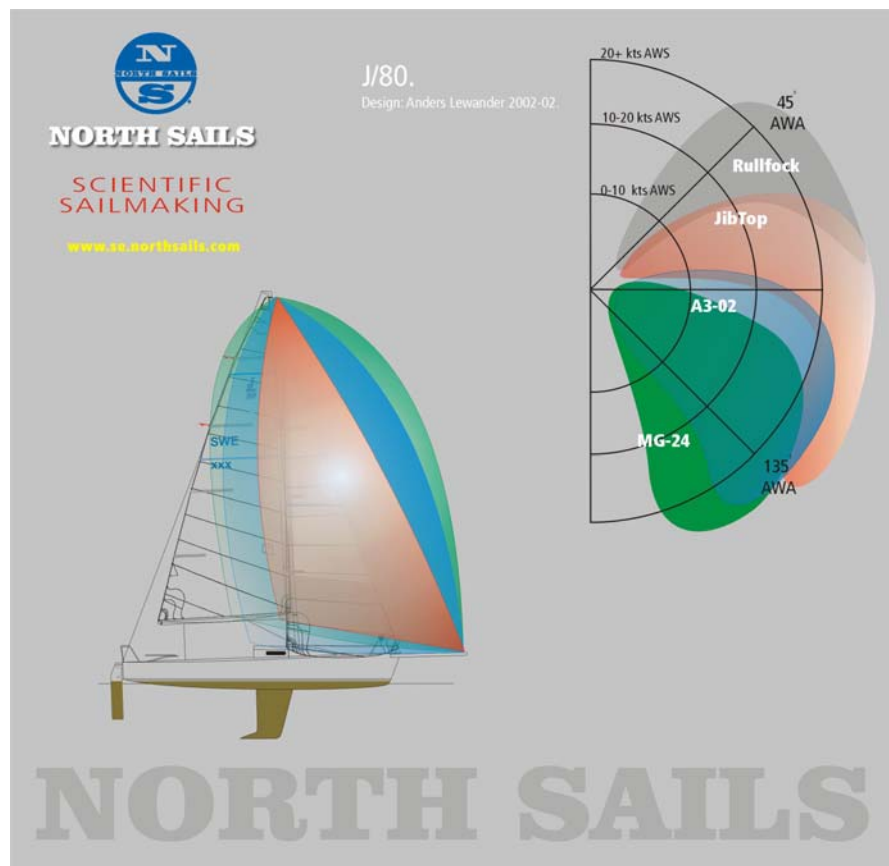 N
NORTH SAILS
S
NORTH SAILS
SCIENTIFIC
SAILMAKING
www.se.northsails.com
J/80.
Design: Anders Lewander 2002-02.
20+ kts AWS
10-20 kts AWS
0-10 kts AWS
45°
AWA
Rullfock
JibTop
A3-02
MG-24
135°
AWA
SWE
xxx
NORTH SAILS